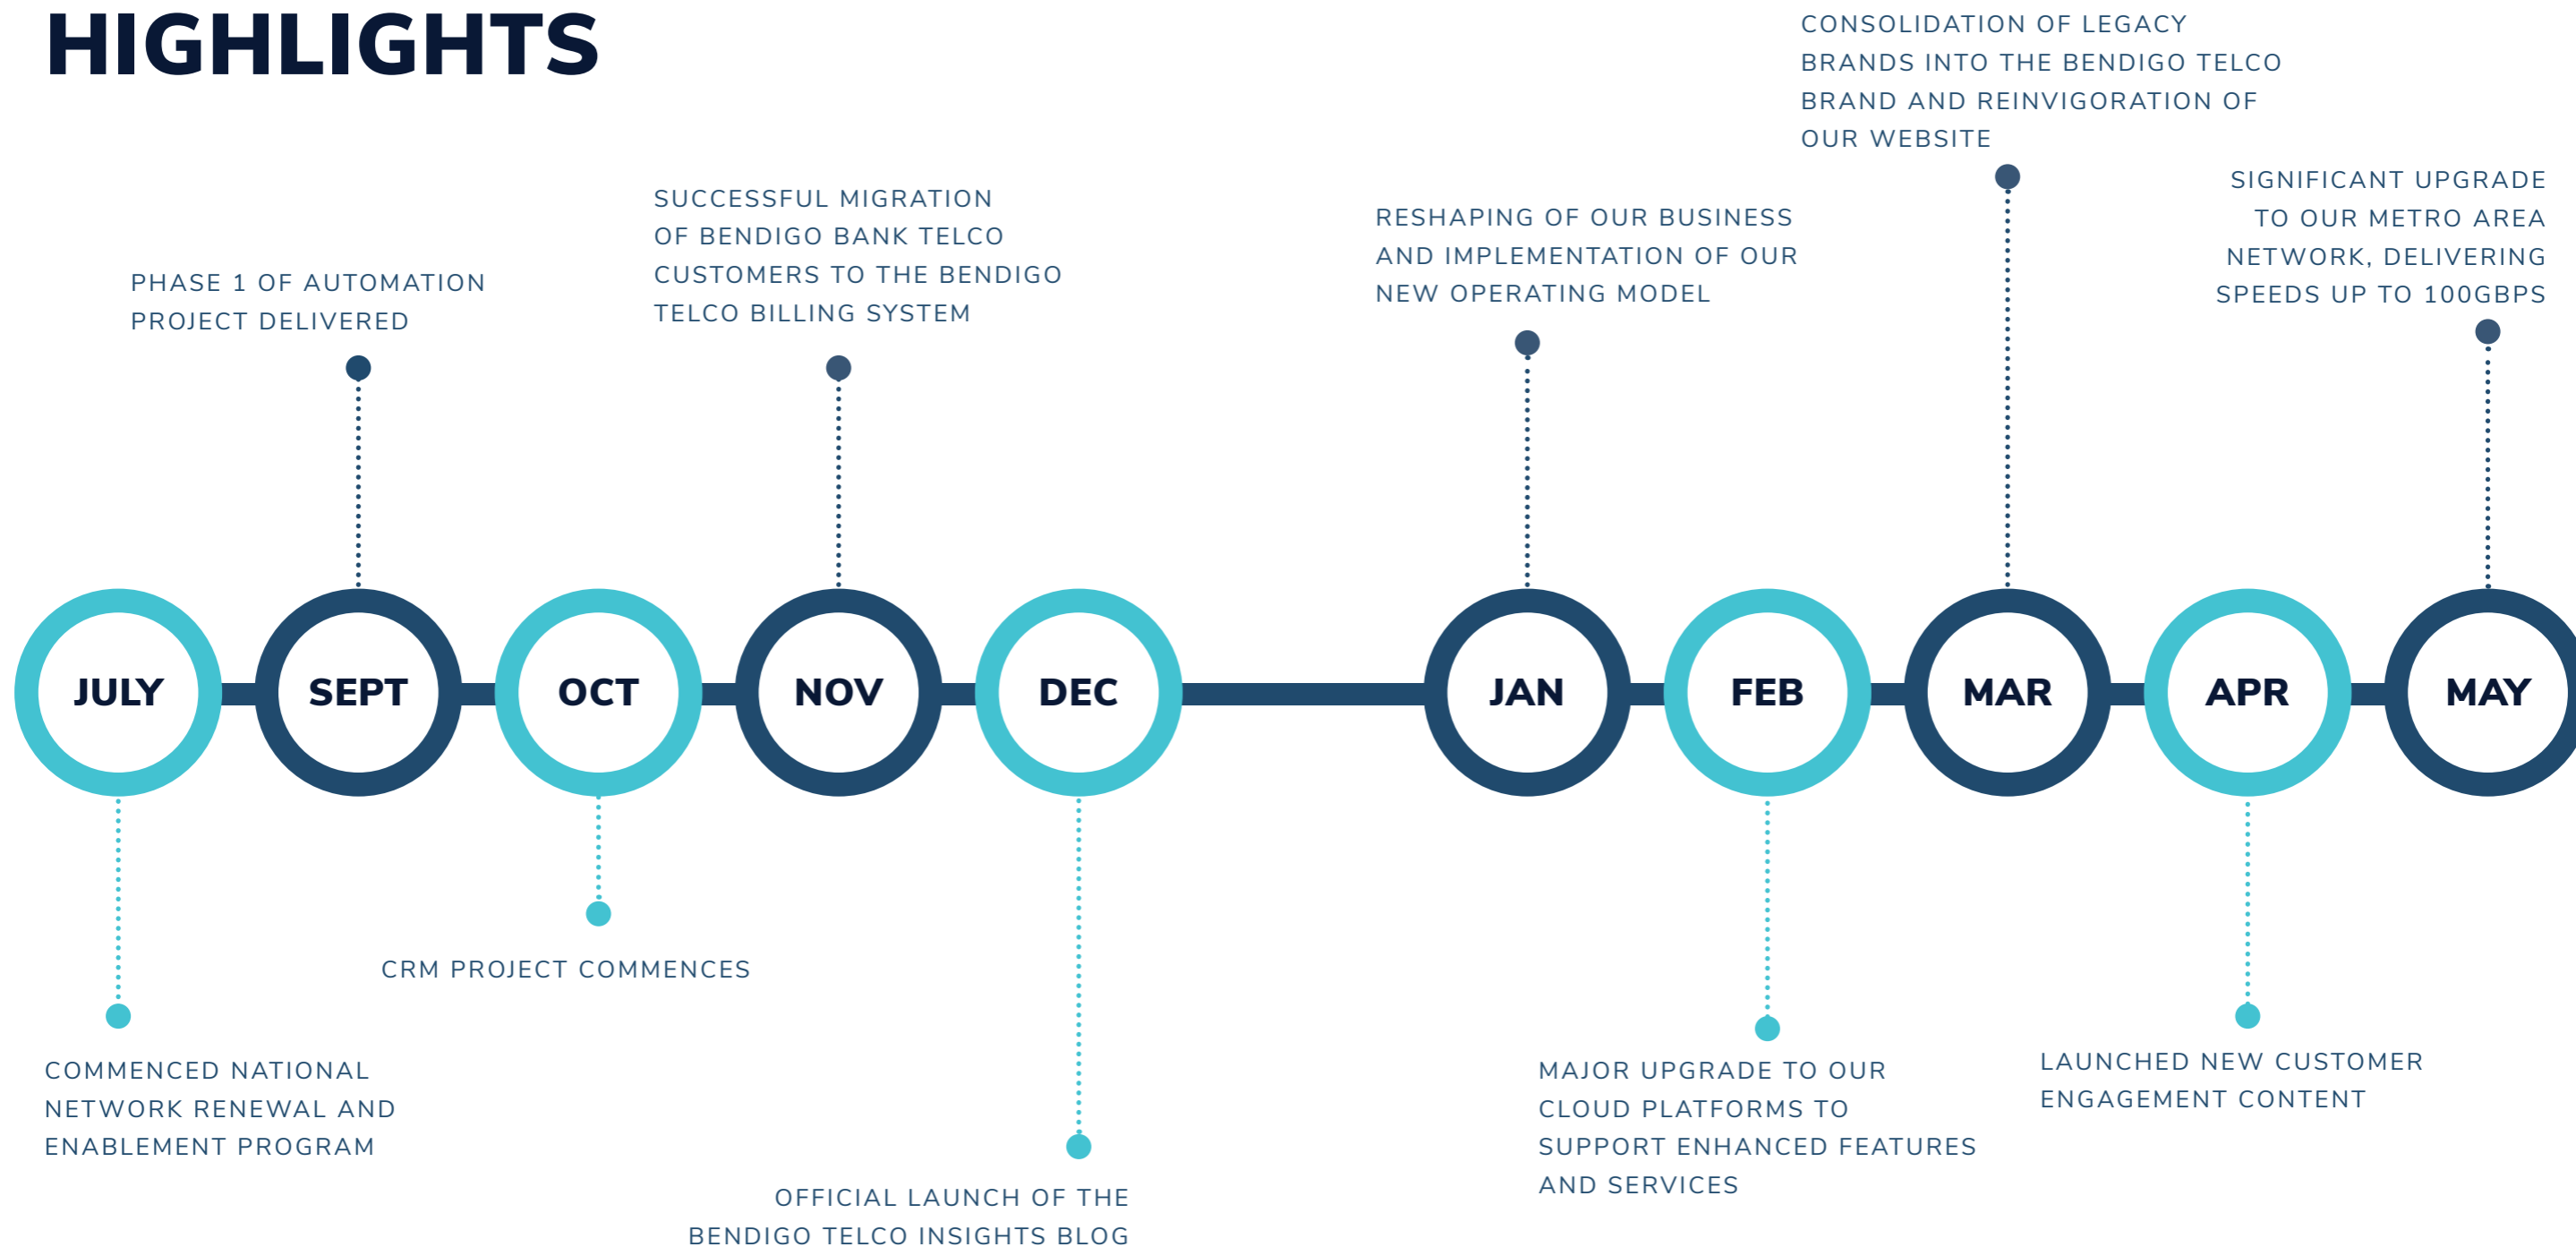 HIGHLIGHTS
CONSOLIDATION OF LEGACY
BRANDS INTO THE BENDIGO TELCO
BRAND AND REINVIGORATION OF
OUR WEBSITE
SUCCESSFUL MIGRATION
OF BENDIGO BANK TELCO
CUSTOMERS TO THE BENDIGO
TELCO BILLING SYSTEM
RESHAPING OF OUR BUSINESS
AND IMPLEMENTATION OF OUR
NEW OPERATING MODEL
SIGNIFICANT UPGRADE
TO OUR METRO AREA
NETWORK, DELIVERING
SPEEDS UP TO 100GBPS
PHASE 1 OF AUTOMATION
PROJECT DELIVERED
JULY
SEPT
OCT
NOV
DEC
JAN
FEB
MAR
APR
MAY
CRM PROJECT COMMENCES
COMMENCED NATIONAL
NETWORK RENEWAL AND
ENABLEMENT PROGRAM
OFFICIAL LAUNCH OF THE
BENDIGO TELCO INSIGHTS BLOG
MAJOR UPGRADE TO OUR
CLOUD PLATFORMS TO
SUPPORT ENHANCED FEATURES
AND SERVICES
LAUNCHED NEW CUSTOMER
ENGAGEMENT CONTENT